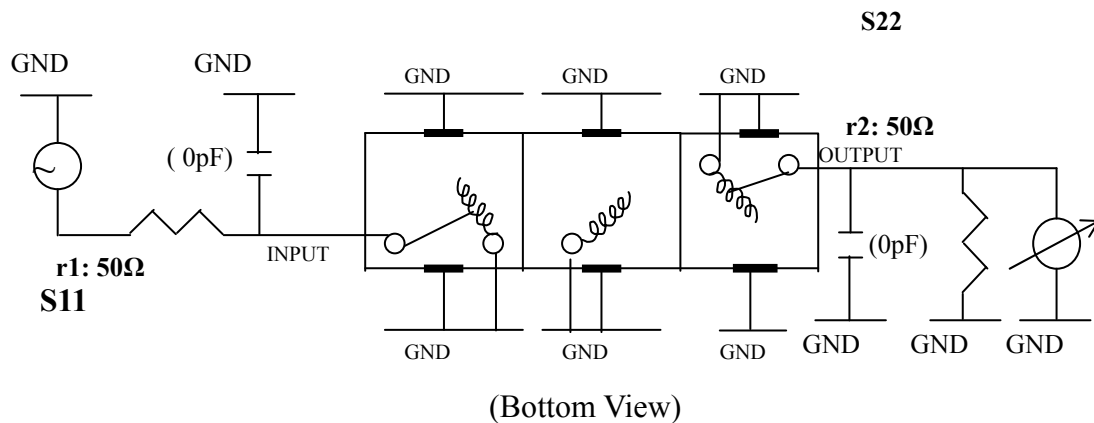 S22
GND
GND
GND
GND
GND
r2: 50Ω
( 0pF)
OUTPUT
INPUT
(0pF)
r1: 50Ω
S11
GND
GND
GND
GND
GND
GND
(Bottom View)